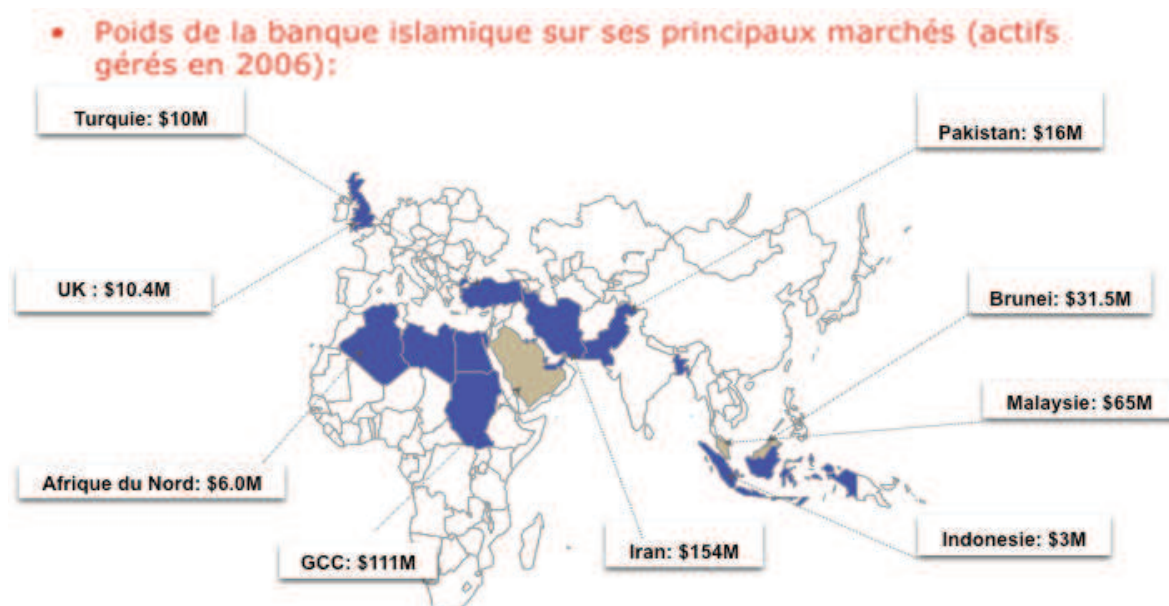 • Poids de la banque islamique sur ses principaux marchés (actifs
gérés en 2006):
Turquie: $10M
Pakistan: $16M
UK : $10.4M
Brunei: $31.5M
Malaysie: $65M
Afrique du Nord: $6.0M
Indonesie: $3M
Iran: $154M
GCC: $111M